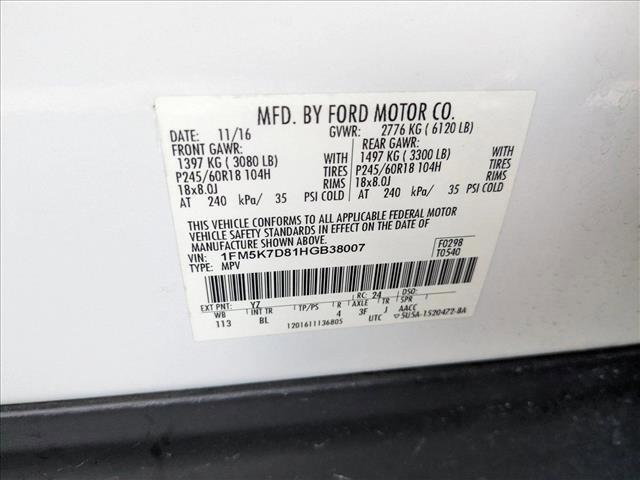 MFD. BY FORD MOTOR CO.
DATE: 11/16 GVWR: 2776 KG ( 6120 LB)
FRONT GAWR: REAR GAWR:
1397 KG ( 3080 LB) WITH 1497 KG ( 3300 LB) WITH
P245/60R18 104H TIRES P245/60R18 104H TIRES
18x8.0J RIMS 18x8.0J RIMS
AT 240 kPa/ 35 PSI COLD AT 240 kPa/ 35 PSI COLD
THIS VEHICLE CONFORMS TO ALL APPLICABLE FEDERAL MOTOR
VEHICLE SAFETY STANDARDS IN EFFECT ON THE DATE OF
MANUFACTURE SHOWN ABOVE.
VIN: 1FM5K7D81HGB38007 F0298
TYPE: MPV T0540
EXT PNT: YZ RC: 24 DSO:
WB INT TR TP/PS R AXLE TR SPR
113 BL 4 3F J AACC
1201611136805 UTC 5U5A-1520472-BA